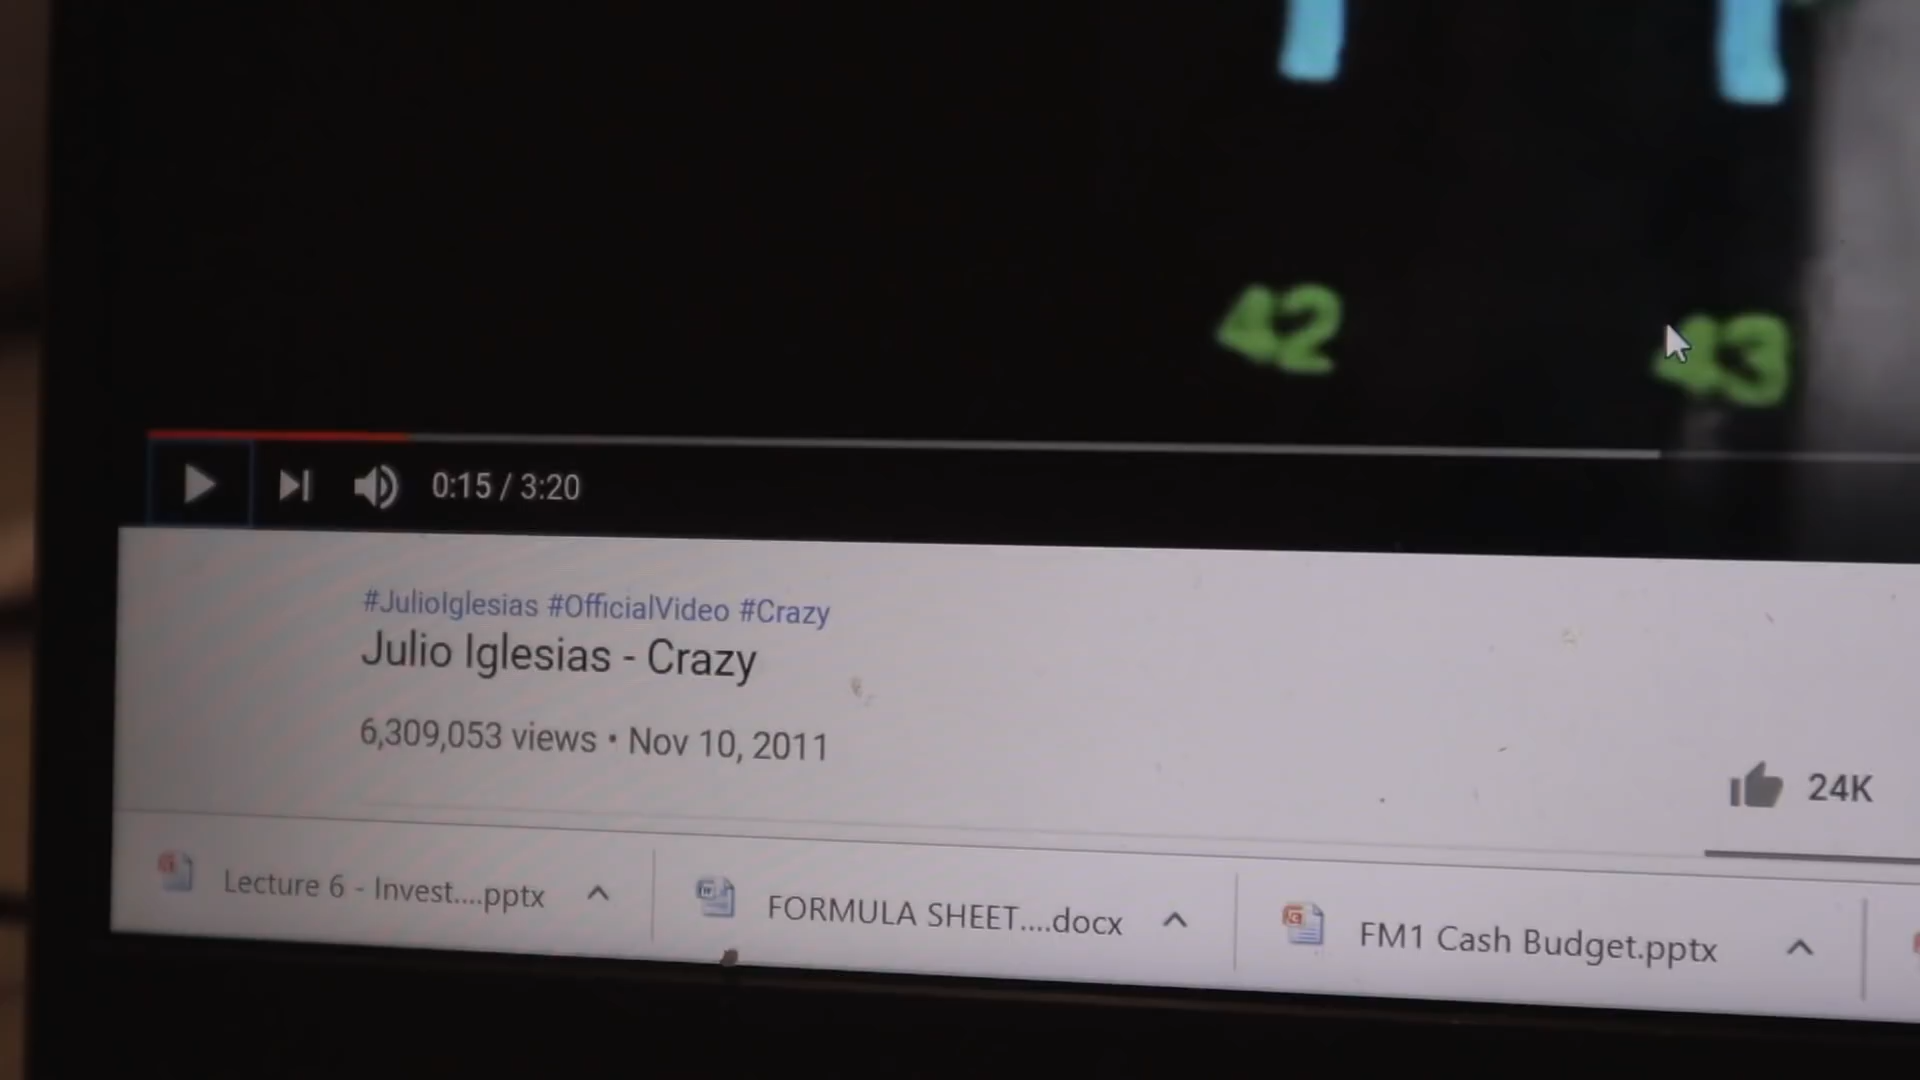 42
43
0:15 / 3:20
#JulioIglesias #OfficialVideo #Crazy
Julio Iglesias - Crazy
6,309,053 views • Nov 10, 2011
24K
Lecture 6 - Invest....pptx
FORMULA SHEET....docx
FM1 Cash Budget.pptx